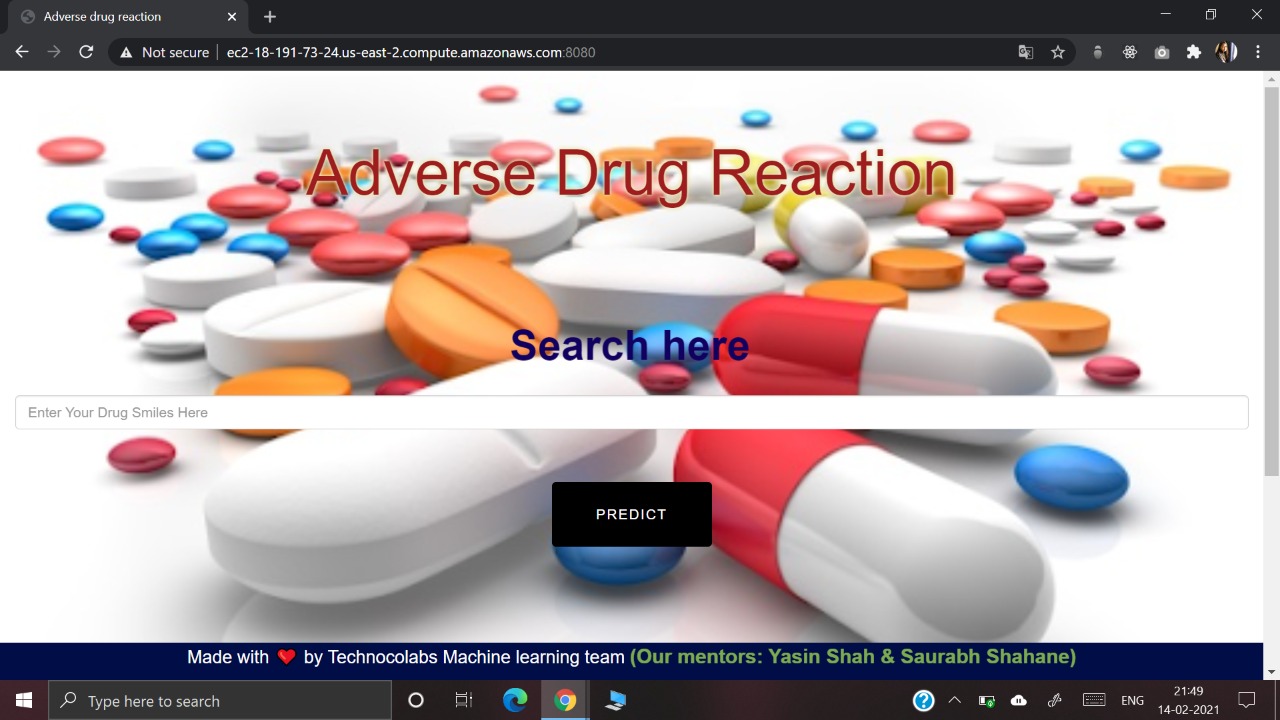 Adverse drug reaction
Not secure
ec2-18-191-73-24.us-east-2.compute.amazonaws.com:8080
Adverse Drug Reaction
Search here
Enter Your Drug Smiles Here
PREDICT
Made with ❤ by Technocolabs Machine learning team (Our mentors: Yasin Shah & Saurabh Shahane)
Type here to search
ENG
21:49
14-02-2021